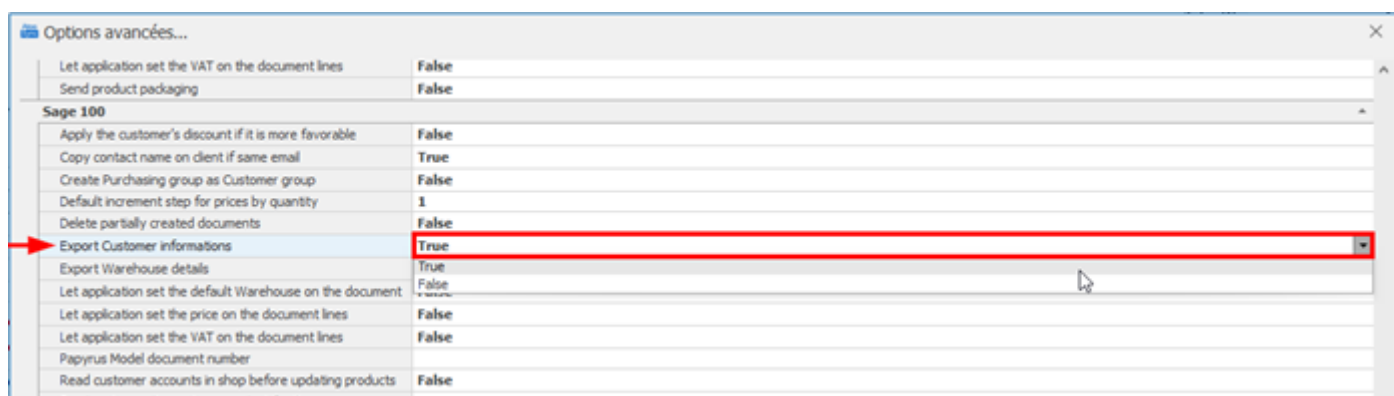 Options avancées...
Let application set the VAT on the document lines False
Send product packaging False
Sage 100
Apply the customer's discount if it is more favorable False
Copy contact name on client if same email True
Create Purchasing group as Customer group False
Default increment step for prices by quantity 1
Delete partially created documents False
Export Customer informations True
Export Warehouse details True
Let application set the default Warehouse on the document False
Let application set the price on the document lines False
Let application set the VAT on the document lines False
Papyrus Model document number
Read customer accounts in shop before updating products False